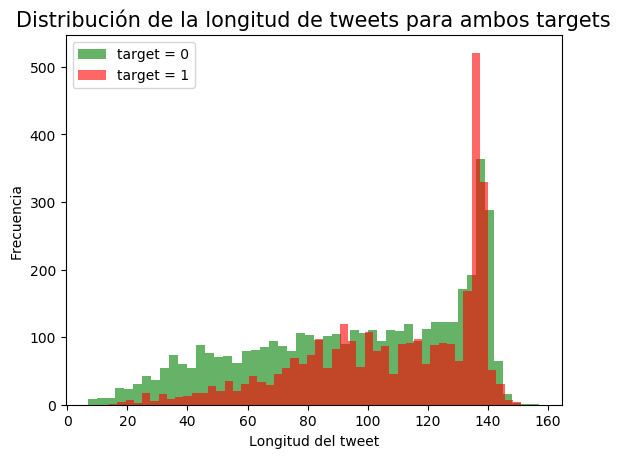 Distribución de la longitud de tweets para ambos targets
target = 0
target = 1
500
400
300
200
100
0
Frecuencia
0 20 40 60 80 100 120 140 160
Longitud del tweet